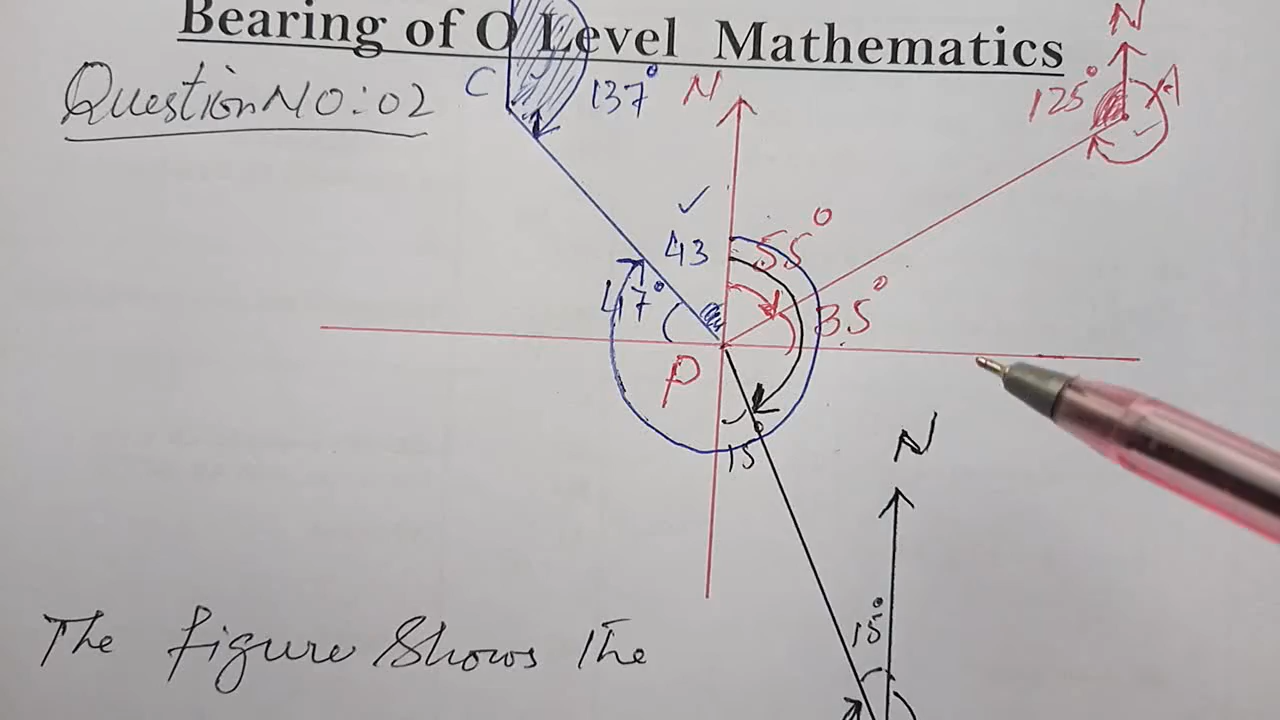 Bearing of O Level Mathematics
Question NO:02
C
137°
N
N
125°
A
43
55°
47°
35°
P
15°
N
15°
The figure Shows The